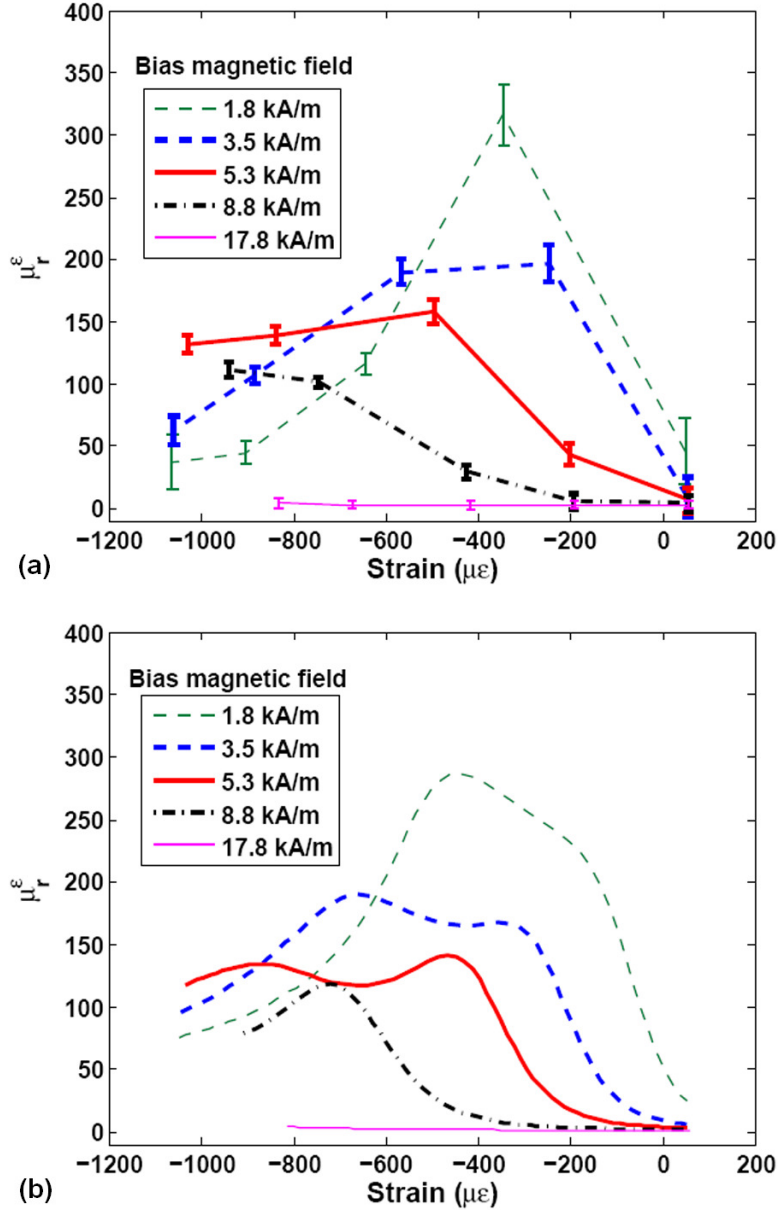 400
350
300
250
200
150
100
50
0
μ_r^ε
Bias magnetic field
1.8 kA/m
3.5 kA/m
5.3 kA/m
8.8 kA/m
17.8 kA/m
−1200 −1000 −800 −600 −400 −200 0 200
(a) Strain (με)
400
350
300
250
200
150
100
50
0
μ_r^ε
Bias magnetic field
1.8 kA/m
3.5 kA/m
5.3 kA/m
8.8 kA/m
17.8 kA/m
−1200 −1000 −800 −600 −400 −200 0 200
(b) Strain (με)